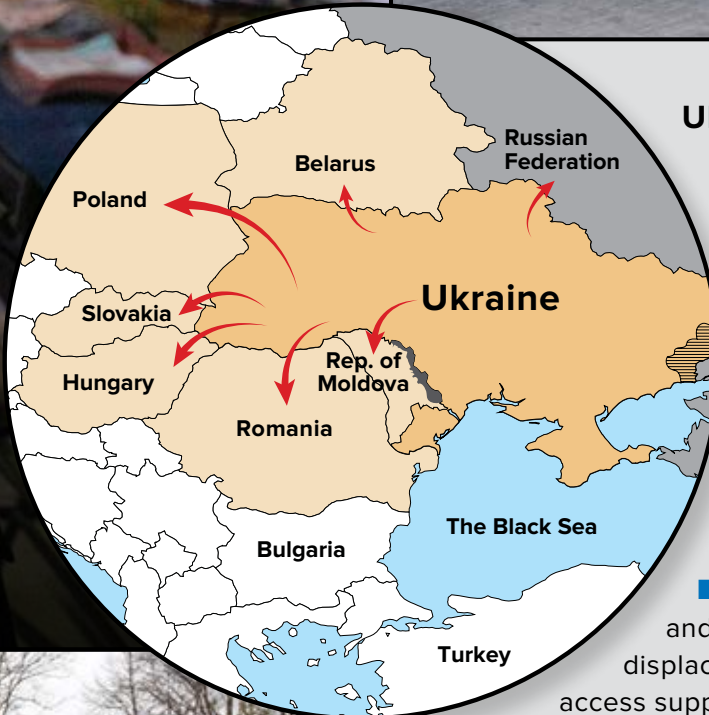 U
Russian
Federation
Belarus
Poland
Ukraine
Slovakia
Rep. of
Moldova
Hungary
Romania
The Black Sea
Bulgaria
Turkey
and
displac
access supp